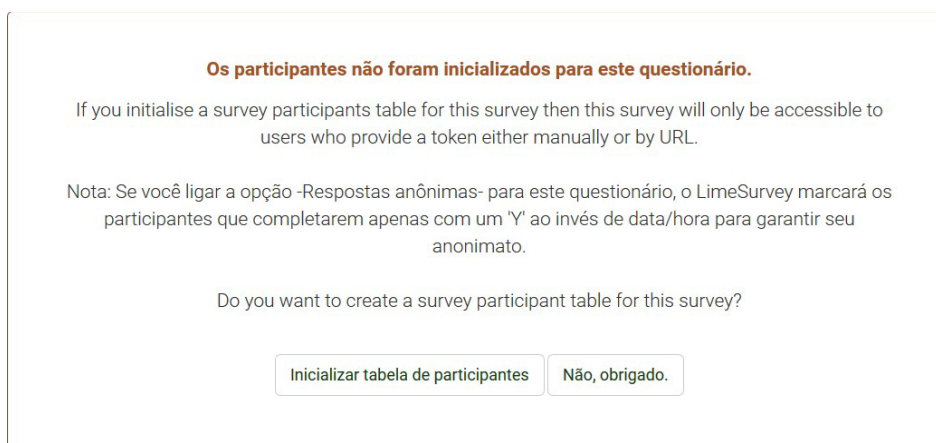 Os participantes não foram inicializados para este questionário.
If you initialise a survey participants table for this survey then this survey will only be accessible to
users who provide a token either manually or by URL.
Nota: Se você ligar a opção -Respostas anônimas- para este questionário, o LimeSurvey marcará os
participantes que completarem apenas com um 'Y' ao invés de data/hora para garantir seu
anonimato.
Do you want to create a survey participant table for this survey?
Inicializar tabela de participantes Não, obrigado.